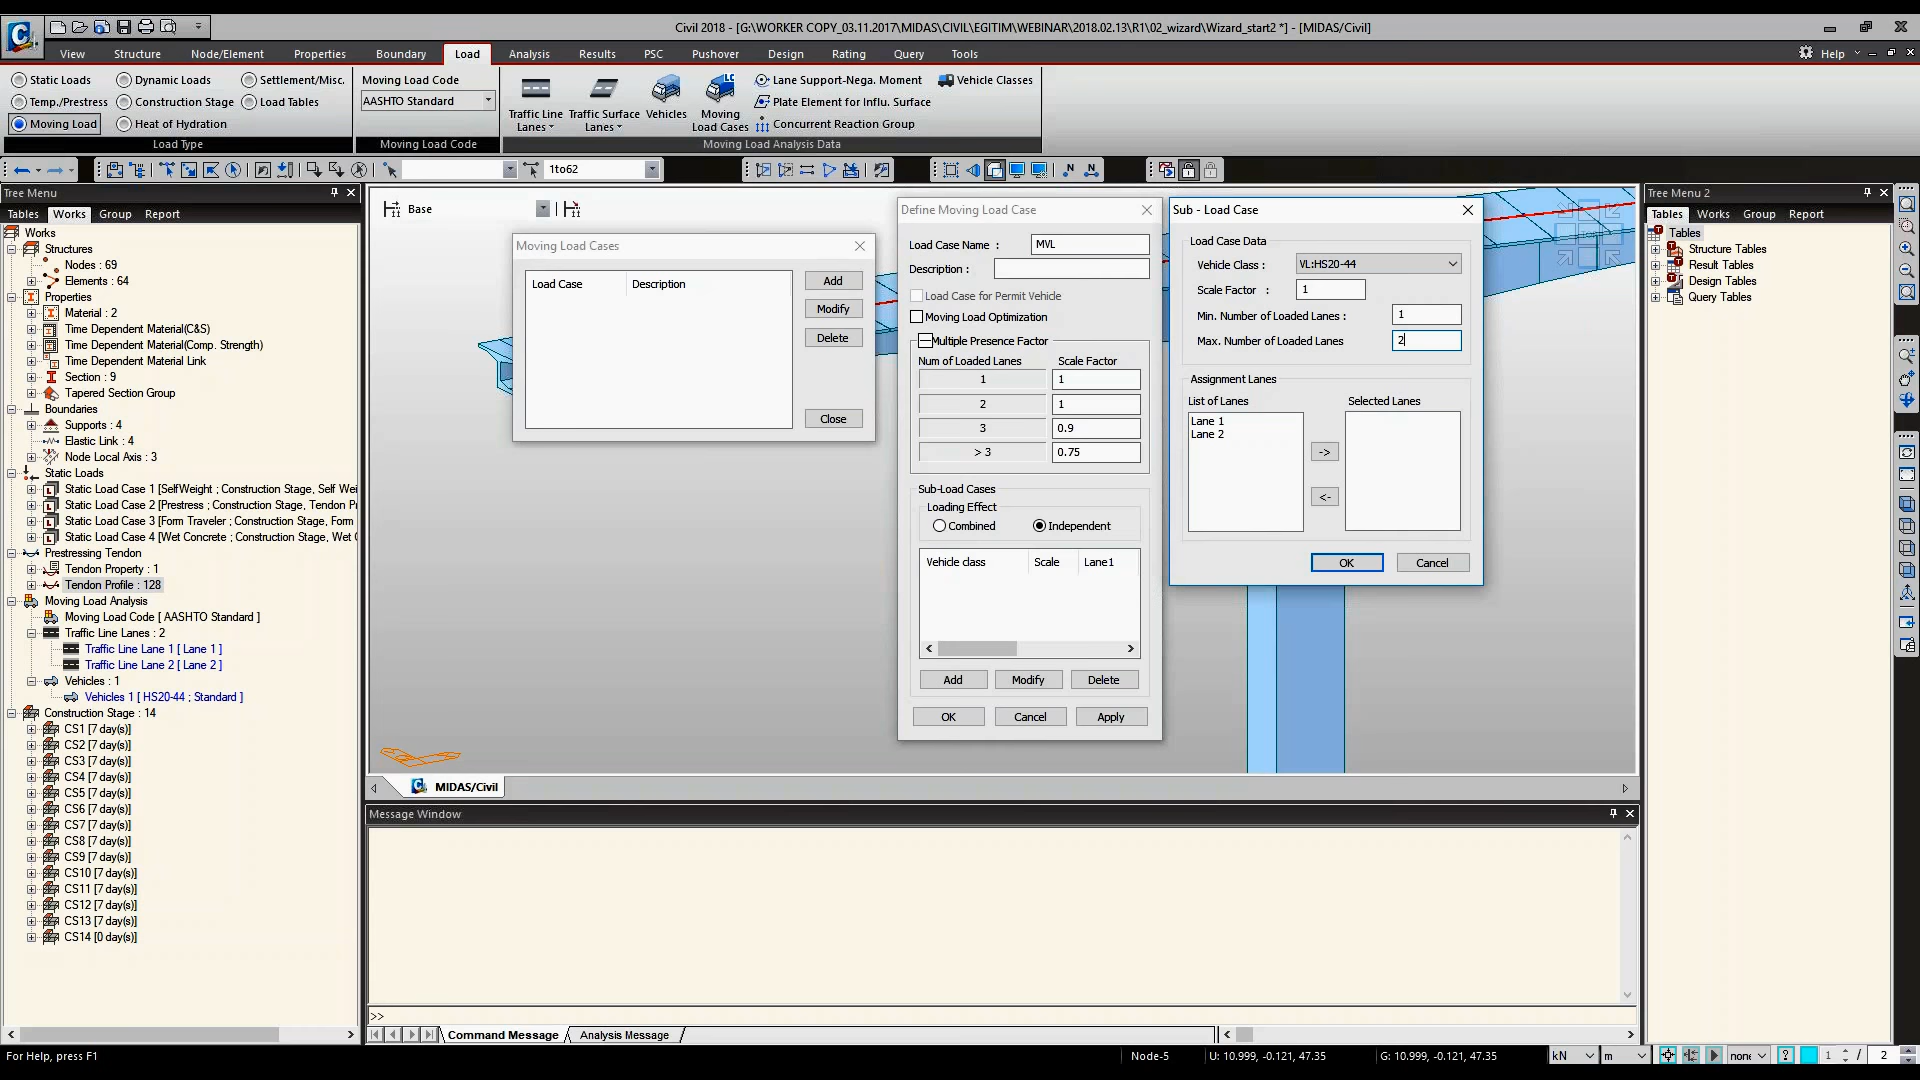 Civil 2018 - [G:\WORKER COPY_03.11.2017\MIDAS\CIVIL\EGITIM\WEBINAR\2018.02.13\R1\02_wizard\Wizard_start2 *] - [MIDAS/Civil]
View Structure Node/Element Properties Boundary Load Analysis Results PSC Pushover Design Rating Query Tools Help
Static Loads Dynamic Loads Settlement/Misc. Moving Load Code Lane Support-Nega. Moment Vehicle Classes
Temp./Prestress Construction Stage Load Tables AASHTO Standard Plate Element for Influ. Surface
Moving Load Heat of Hydration Traffic Line Lanes Traffic Surface Lanes Vehicles Moving Load Cases Concurrent Reaction Group
Load Type Moving Load Code Moving Load Analysis Data
1to62
Tree Menu
Tables Works Group Report
Works
Structures
Nodes : 69
Elements : 64
Properties
Material : 2
Time Dependent Material(C&S)
Time Dependent Material(Comp. Strength)
Time Dependent Material Link
Section : 9
Tapered Section Group
Boundaries
Supports : 4
Elastic Link : 4
Node Local Axis : 3
Static Loads
Static Load Case 1 [SelfWeight ; Construction Stage, Self Wei
Static Load Case 2 [Prestress ; Construction Stage, Tendon P
Static Load Case 3 [Form Traveler ; Construction Stage, Form
Static Load Case 4 [Wet Concrete ; Construction Stage, Wet C
Prestressing Tendon
Tendon Property : 1
Tendon Profile : 128
Moving Load Analysis
Moving Load Code [ AASHTO Standard ]
Traffic Line Lanes : 2
Traffic Line Lane 1 [ Lane 1 ]
Traffic Line Lane 2 [ Lane 2 ]
Vehicles : 1
Vehicles 1 [ HS20-44 ; Standard ]
Construction Stage : 14
CS1 [7 day(s)]
CS2 [7 day(s)]
CS3 [7 day(s)]
CS4 [7 day(s)]
CS5 [7 day(s)]
CS6 [7 day(s)]
CS7 [7 day(s)]
CS8 [7 day(s)]
CS9 [7 day(s)]
CS10 [7 day(s)]
CS11 [7 day(s)]
CS12 [7 day(s)]
CS13 [7 day(s)]
CS14 [0 day(s)]
Base
Moving Load Cases
Load Case Description
Add
Modify
Delete
Close
Define Moving Load Case
Load Case Name : MVL
Description :
Load Case for Permit Vehicle
Moving Load Optimization
Multiple Presence Factor
Num of Loaded Lanes Scale Factor
1 1
2 1
3 0.9
> 3 0.75
Sub-Load Cases
Loading Effect
Combined Independent
Vehicle class Scale Lane1
Add Modify Delete
OK Cancel Apply
Sub - Load Case
Load Case Data
Vehicle Class : VL:HS20-44
Scale Factor : 1
Min. Number of Loaded Lanes : 1
Max. Number of Loaded Lanes 2
Assignment Lanes
List of Lanes Selected Lanes
Lane 1
Lane 2
->
<-
OK Cancel
MIDAS/Civil
Message Window
>>
Command Message Analysis Message
Tree Menu 2
Tables Works Group Report
Tables
Structure Tables
Result Tables
Design Tables
Query Tables
For Help, press F1 Node-5 U: 10.999, -0.121, 47.35 G: 10.999, -0.121, 47.35 kN m none ? 1 / 2